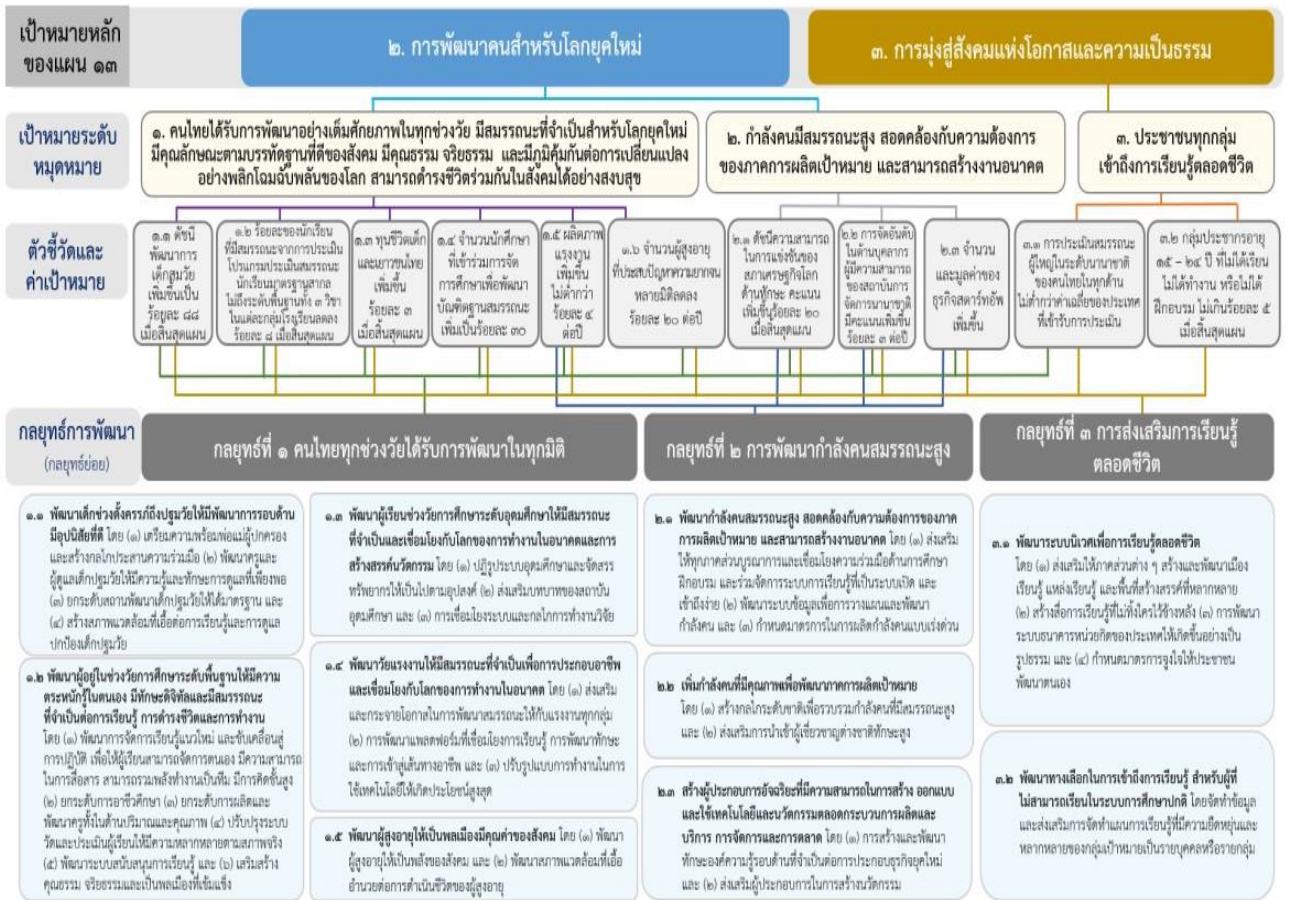 เป้าหมายหลัก
ของแผน ๑๓
๒. การพัฒนาคนสำหรับโลกยุคใหม่
๓. การมุ่งสู่สังคมแห่งโอกาสและความเป็นธรรม
เป้าหมายระดับ
หมุดหมาย
๑. คนไทยได้รับการพัฒนาอย่างเต็มศักยภาพในทุกช่วงวัย มีสมรรถนะที่จำเป็นสำหรับโลกยุคใหม่
มีคุณลักษณะตามบรรทัดฐานที่ดีของสังคม มีคุณธรรม จริยธรรม และมีภูมิคุ้มกันต่อการเปลี่ยนแปลง
อย่างพลิกโฉมฉับพลันของโลก สามารถดำรงชีวิตร่วมกันในสังคมได้อย่างสงบสุข
๒. กำลังคนมีสมรรถนะสูง สอดคล้องกับความต้องการ
ของภาคการผลิตเป้าหมาย และสามารถสร้างงานอนาคต
๓. ประชาชนทุกกลุ่ม
เข้าถึงการเรียนรู้ตลอดชีวิต
ตัวชี้วัดและ
ค่าเป้าหมาย
๑.๑ ดัชนี
พัฒนาการ
เด็กสมวัย
เพิ่มขึ้นเป็น
ร้อยละ ๘๘
เมื่อสิ้นสุดแผน
๑.๒ ร้อยละของนักเรียน
ที่มีสมรรถนะจากการประเมิน
โปรแกรมประเมินสมรรถนะ
นักเรียนมาตรฐานสากล
ไม่ถึงระดับพื้นฐานทั้ง ๓ วิชา
ในแต่ละกลุ่มโรงเรียนลดลง
ร้อยละ ๘ เมื่อสิ้นสุดแผน
๑.๓ ทุนชีวิตเด็ก
และเยาวชนไทย
เพิ่มขึ้น
ร้อยละ ๓
เมื่อสิ้นสุดแผน
๑.๔ จำนวนนักศึกษา
ที่เข้าร่วมการจัด
การศึกษาเพื่อพัฒนา
บัณฑิตฐานสมรรถนะ
เพิ่มเป็นร้อยละ ๓๐
๑.๕ ผลิตภาพ
แรงงาน
เพิ่มขึ้น
ไม่ต่ำกว่า
ร้อยละ ๔
ต่อปี
๑.๖ จำนวนผู้สูงอายุ
ที่ประสบปัญหาความยากจน
หลายมิติลดลง
ร้อยละ ๒๐ ต่อปี
๒.๑ ดัชนีความสามารถ
ในการแข่งขันของ
สภาเศรษฐกิจโลก
ด้านทักษะ คะแนน
เพิ่มขึ้นร้อยละ ๒๐
เมื่อสิ้นสุดแผน
๒.๒ การจัดอันดับ
ในด้านบุคลากร
ผู้มีความสามารถ
ของสถาบันการ
จัดการนานาชาติ
มีคะแนนเพิ่มขึ้น
ร้อยละ ๓ ต่อปี
๒.๓ จำนวน
และมูลค่าของ
ธุรกิจสตาร์ทอัพ
เพิ่มขึ้น
๓.๑ การประเมินสมรรถนะ
ผู้ใหญ่ในระดับนานาชาติ
ของคนไทยในทุกด้าน
ไม่ต่ำกว่าค่าเฉลี่ยของประเทศ
ที่เข้ารับการประเมิน
๓.๒ กลุ่มประชากรอายุ
๑๕ – ๒๔ ปี ที่ไม่ได้เรียน
ไม่ได้ทำงาน หรือไม่ได้
ฝึกอบรม ไม่เกินร้อยละ ๕
เมื่อสิ้นสุดแผน
กลยุทธ์การพัฒนา
(กลยุทธ์ย่อย)
กลยุทธ์ที่ ๑ คนไทยทุกช่วงวัยได้รับการพัฒนาในทุกมิติ
กลยุทธ์ที่ ๒ การพัฒนากำลังคนสมรรถนะสูง
กลยุทธ์ที่ ๓ การส่งเสริมการเรียนรู้
ตลอดชีวิต
๑.๑ พัฒนาเด็กช่วงตั้งครรภ์ถึงปฐมวัยให้มีพัฒนาการรอบด้าน
มีอุปนิสัยที่ดี โดย (๑) เตรียมความพร้อมพ่อแม่ผู้ปกครอง
และสร้างกลไกประสานความร่วมมือ (๒) พัฒนาครูและ
ผู้ดูแลเด็กปฐมวัยให้มีความรู้และทักษะการดูแลที่เพียงพอ
(๓) ยกระดับสถานพัฒนาเด็กปฐมวัยให้ได้มาตรฐาน และ
(๔) สร้างสภาพแวดล้อมที่เอื้อต่อการเรียนรู้และการดูแล
ปกป้องเด็กปฐมวัย
๑.๒ พัฒนาผู้อยู่ในช่วงวัยการศึกษาระดับพื้นฐานให้มีความ
ตระหนักรู้ในตนเอง มีทักษะดิจิทัลและมีสมรรรถนะ
ที่จำเป็นต่อการเรียนรู้ การดำรงชีวิตและการทำงาน
โดย (๑) พัฒนาการจัดการเรียนรู้แนวใหม่ และขับเคลื่อนสู่
การปฏิบัติ เพื่อให้ผู้เรียนสามารถจัดการตนเอง มีความสามารถ
ในการสื่อสาร สามารถรวมพลังทำงานเป็นทีม มีการคิดขั้นสูง
(๒) ยกระดับการอาชีวศึกษา (๓) ยกระดับการผลิตและ
พัฒนาครูทั้งในด้านปริมาณและคุณภาพ (๔) ปรับปรุงระบบ
วัดและประเมินผู้เรียนให้มีความหลากหลายตามสภาพจริง
(๕) พัฒนาระบบสนับสนุนการเรียนรู้ และ (๖) เสริมสร้าง
คุณธรรม จริยธรรมและเป็นพลเมืองที่เข้มแข็ง
๑.๓ พัฒนาผู้เรียนช่วงวัยการศึกษาระดับอุดมศึกษาให้มีสมรรถนะ
ที่จำเป็นและเชื่อมโยงกับโลกของการทำงานในอนาคตและการ
สร้างสรรค์นวัตกรรม โดย (๑) ปฏิรูประบบอุดมศึกษาและจัดสรร
ทรัพยากรให้เป็นไปตามอุปสงค์ (๒) ส่งเสริมบทบาทของสถาบัน
อุดมศึกษา และ (๓) การเชื่อมโยงระบบและกลไกการทำงานวิจัย
๑.๔ พัฒนาวัยแรงงานให้มีสมรรถนะที่จำเป็นเพื่อการประกอบอาชีพ
และเชื่อมโยงกับโลกของการทำงานในอนาคต โดย (๑) ส่งเสริม
และกระจายโอกาสในการพัฒนาสมรรถนะให้กับแรงงานทุกกลุ่ม
(๒) การพัฒนาแพลตฟอร์มที่เชื่อมโยงการเรียนรู้ การพัฒนาทักษะ
และการเข้าสู่เส้นทางอาชีพ และ (๓) ปรับรูปแบบการทำงานในการ
ใช้เทคโนโลยีให้เกิดประโยชน์สูงสุด
๑.๕ พัฒนาผู้สูงอายุให้เป็นพลเมืองมีคุณค่าของสังคม โดย (๑) พัฒนา
ผู้สูงอายุให้เป็นพลังของสังคม และ (๒) พัฒนาสภาพแวดล้อมที่เอื้อ
อำนวยต่อการดำเนินชีวิตของผู้สูงอายุ
๒.๑ พัฒนากำลังคนสมรรถนะสูง สอดคล้องกับความต้องการของภาค
การผลิตเป้าหมาย และสามารถสร้างงานอนาคต โดย (๑) ส่งเสริม
ให้ทุกภาคส่วนบูรณาการและเชื่อมโยงความร่วมมือด้านการศึกษา
ฝึกอบรม และร่วมจัดการระบบการเรียนรู้ที่เป็นระบบเปิด และ
เข้าถึงง่าย (๒) พัฒนาระบบข้อมูลเพื่อการวางแผนและพัฒนา
กำลังคน และ (๓) กำหนดมาตรการในการผลิตกำลังคนแบบเร่งด่วน
๒.๒ เพิ่มกำลังคนที่มีคุณภาพเพื่อพัฒนาภาคการผลิตเป้าหมาย
โดย (๑) สร้างกลไกระดับชาติเพื่อรวบรวมกำลังคนที่มีสมรรถนะสูง
และ (๒) ส่งเสริมการนำเข้าผู้เชี่ยวชาญต่างชาติทักษะสูง
๒.๓ สร้างผู้ประกอบการอัจฉริยะที่มีความสามารถในการสร้าง ออกแบบ
และใช้เทคโนโลยีและนวัตกรรมตลอดกระบวนการผลิตและ
บริการ การจัดการและการตลาด โดย (๑) การสร้างและพัฒนา
ทักษะองค์ความรู้รอบด้านที่จำเป็นต่อการประกอบธุรกิจยุคใหม่
และ (๒) ส่งเสริมผู้ประกอบการในการสร้างนวัตกรรม
๓.๑ พัฒนาระบบนิเวศเพื่อการเรียนรู้ตลอดชีวิต
โดย (๑) ส่งเสริมให้ภาคส่วนต่าง ๆ สร้างและพัฒนาเมือง
เรียนรู้ แหล่งเรียนรู้ และพื้นที่สร้างสรรค์ที่หลากหลาย
(๒) สร้างสื่อการเรียนรู้ที่ไม่ทิ้งใครไว้ข้างหลัง (๓) การพัฒนา
ระบบธนาคารหน่วยกิตของประเทศให้เกิดขึ้นอย่างเป็น
รูปธรรม และ (๔) กำหนดมาตรการจูงใจให้ประชาชน
พัฒนาตนเอง
๓.๒ พัฒนาทางเลือกในการเข้าถึงการเรียนรู้ สำหรับผู้ที่
ไม่สามารถเรียนในระบบการศึกษาปกติ โดยจัดทำข้อมูล
และส่งเสริมการจัดทำแผนการเรียนรู้ที่มีความยืดหยุ่นและ
หลากหลายของกลุ่มเป้าหมายเป็นรายบุคคลหรือรายกลุ่ม